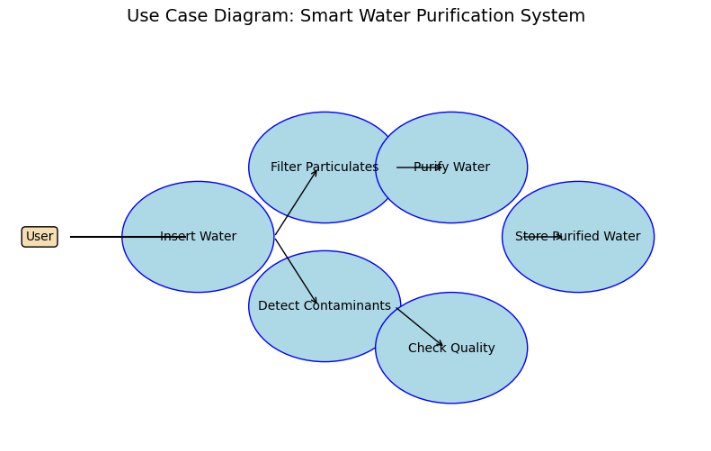 Use Case Diagram: Smart Water Purification System
Filter Particulates
Purify Water
User
Insert Water
Store Purified Water
Detect Contaminants
Check Quality